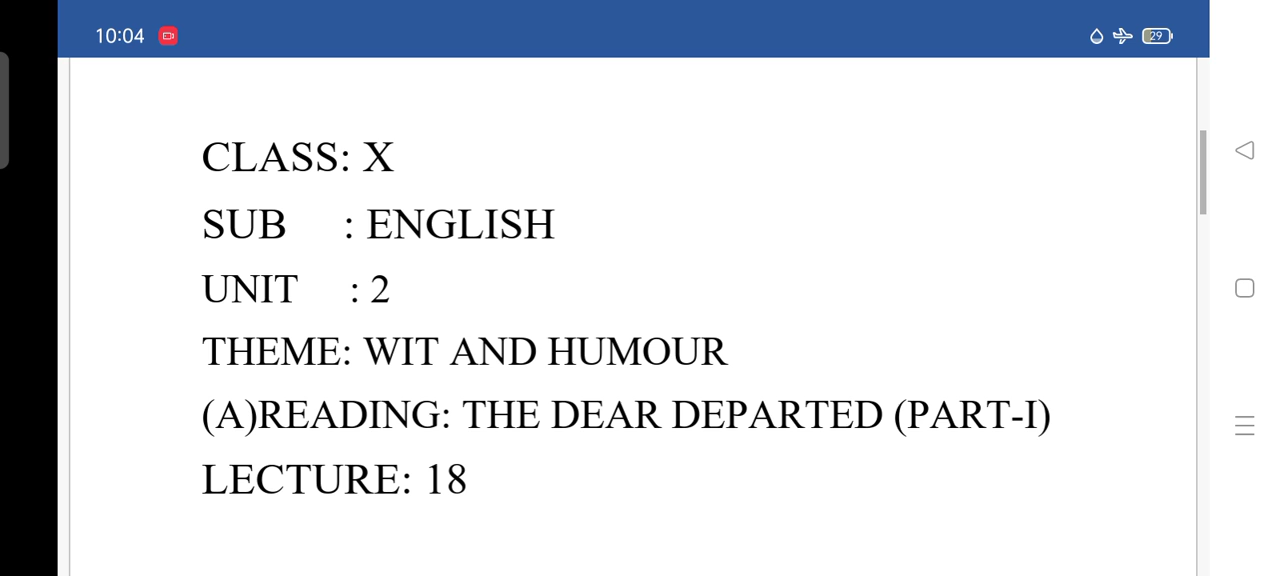 10:04
29
CLASS: X
SUB : ENGLISH
UNIT : 2
THEME: WIT AND HUMOUR
(A)READING: THE DEAR DEPARTED (PART-I)
LECTURE: 18